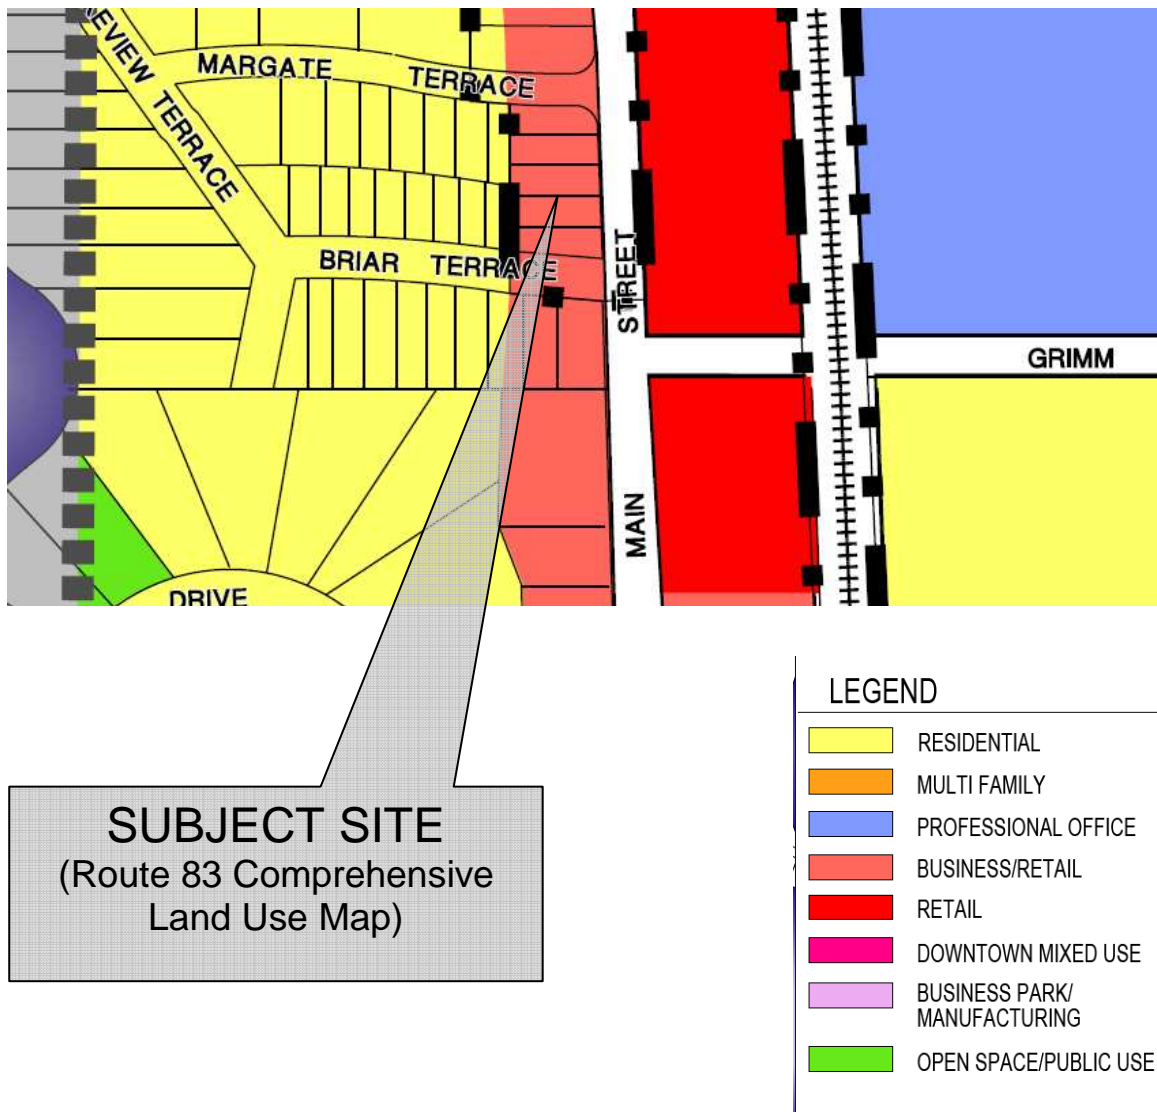 EVIEW TERRACE
MARGATE TERRACE
BRIAR TERRACE
STREET
MAIN
GRIMM
DRIVE
SUBJECT SITE
(Route 83 Comprehensive
Land Use Map)
LEGEND
RESIDENTIAL
MULTI FAMILY
PROFESSIONAL OFFICE
BUSINESS/RETAIL
RETAIL
DOWNTOWN MIXED USE
BUSINESS PARK/
MANUFACTURING
OPEN SPACE/PUBLIC USE